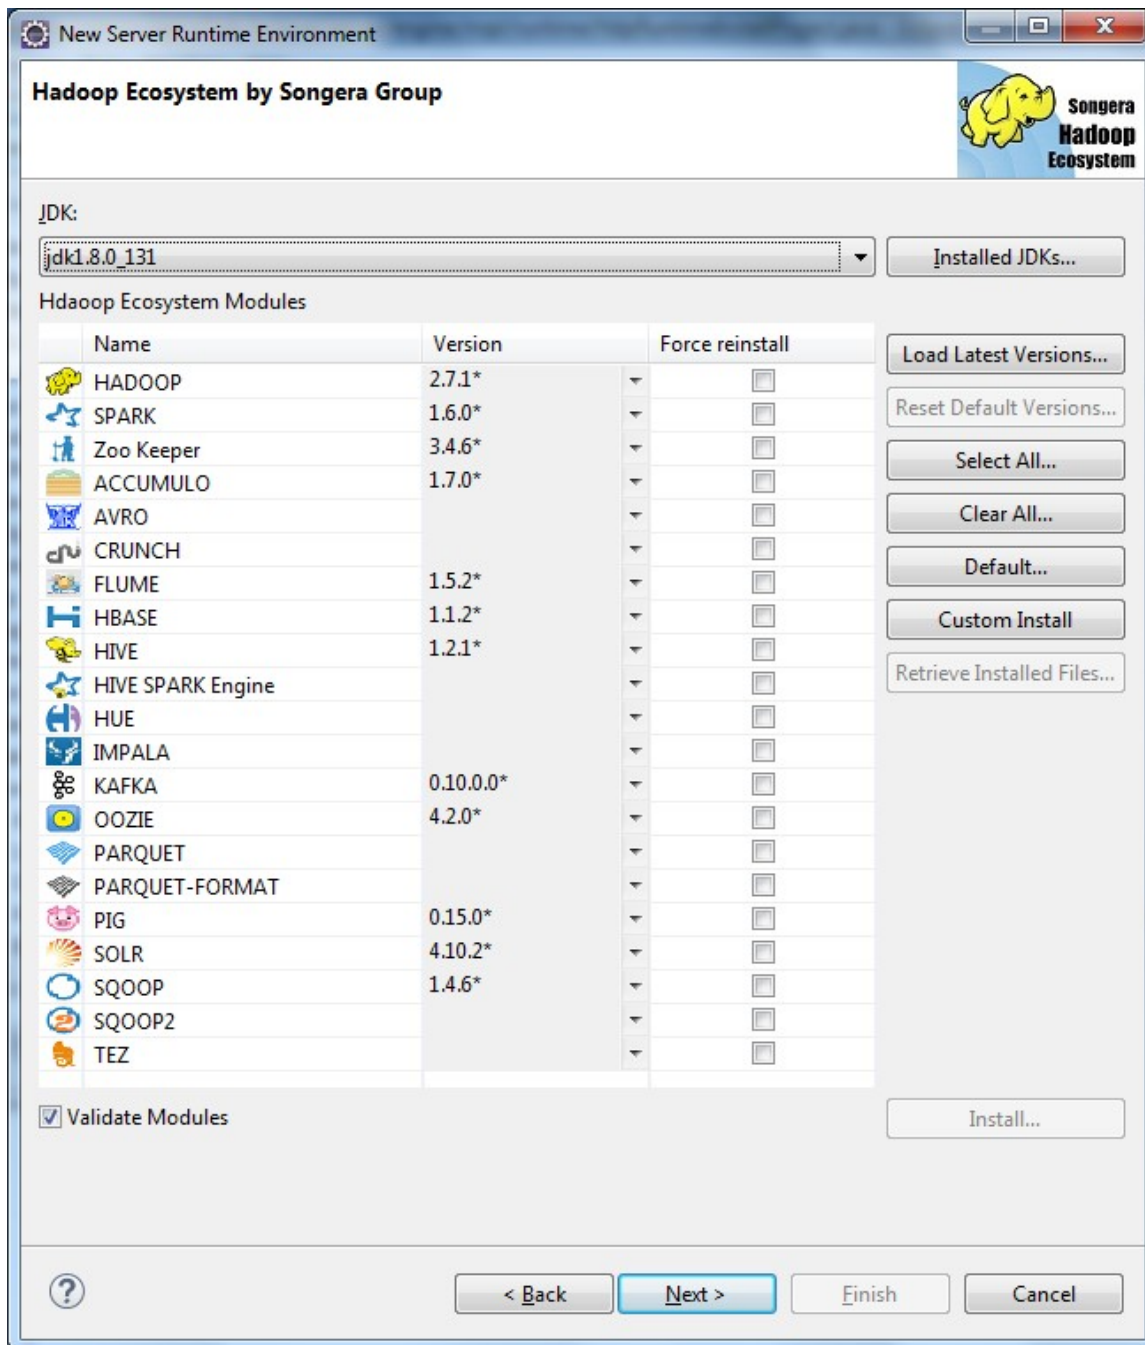 New Server Runtime Environment
Hadoop Ecosystem by Songera Group
Songera
Hadoop
Ecosystem
JDK:
jdk1.8.0_131
Installed JDKs...
Hdaoop Ecosystem Modules
Name Version Force reinstall
Load Latest Versions...
HADOOP 2.7.1*
Reset Default Versions...
SPARK 1.6.0*
Zoo Keeper 3.4.6*
Select All...
ACCUMULO 1.7.0*
AVRO
Clear All...
CRUNCH
Default...
FLUME 1.5.2*
HBASE 1.1.2*
Custom Install
HIVE 1.2.1*
Retrieve Installed Files...
HIVE SPARK Engine
HUE
IMPALA
KAFKA 0.10.0.0*
OOZIE 4.2.0*
PARQUET
PARQUET-FORMAT
PIG 0.15.0*
SOLR 4.10.2*
SQOOP 1.4.6*
SQOOP2
TEZ
Validate Modules
Install...
?
< Back
Next >
Finish
Cancel